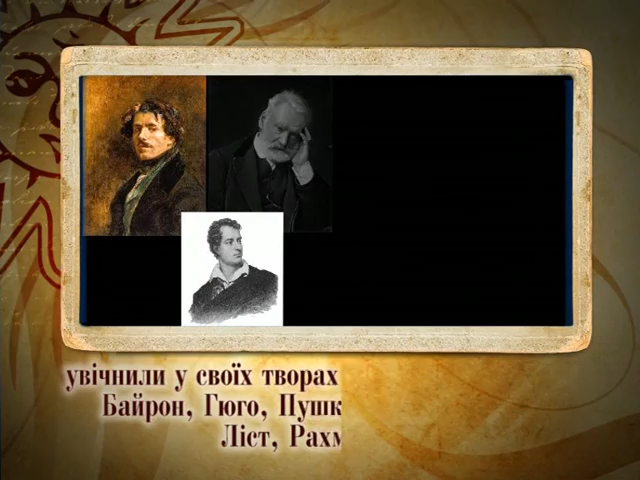 увічнили у своїх творах
Байрон, Гюго, Пушк
Ліст, Рахм